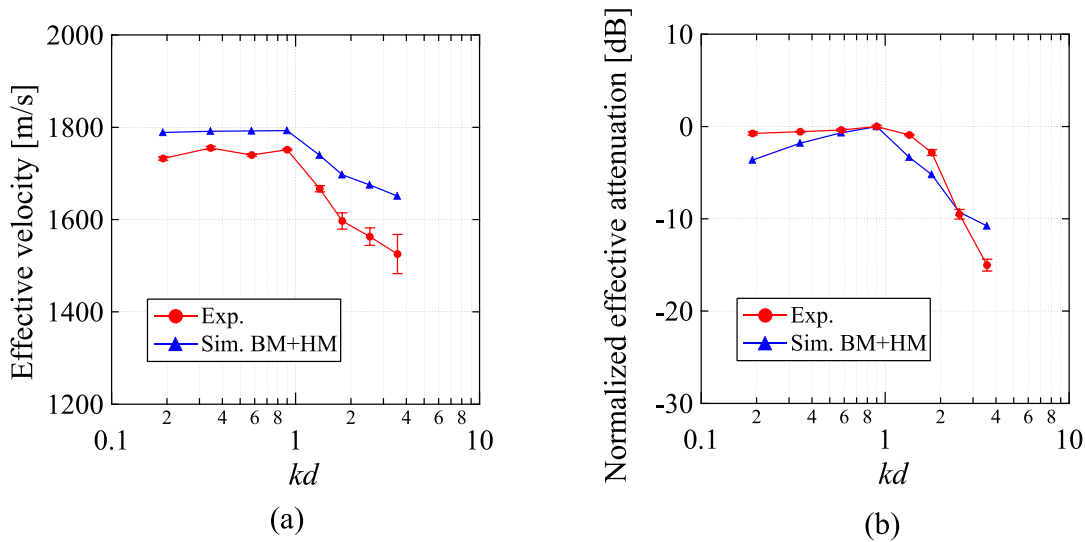 Effective velocity [m/s]
2000
1800
1600
1400
1200
Exp.
Sim. BM+HM
2 4 6 8 2 4 6 8
0.1 1 10
kd
(a)
Normalized effective attenuation [dB]
10
0
-10
-20
-30
Exp.
Sim. BM+HM
2 4 6 8 2 4 6 8
0.1 1 10
kd
(b)